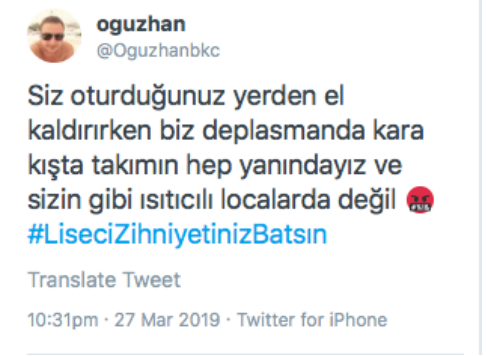 oguzhan
@Oguzhanbkc
Siz oturduğunuz yerden el
kaldırırken biz deplasmanda kara
kışta takımın hep yanındayız ve
sizin gibi ısıtıcılı localarda değil 🤬
#LiseciZihniyetinizBatsın
Translate Tweet
10:31pm · 27 Mar 2019 · Twitter for iPhone